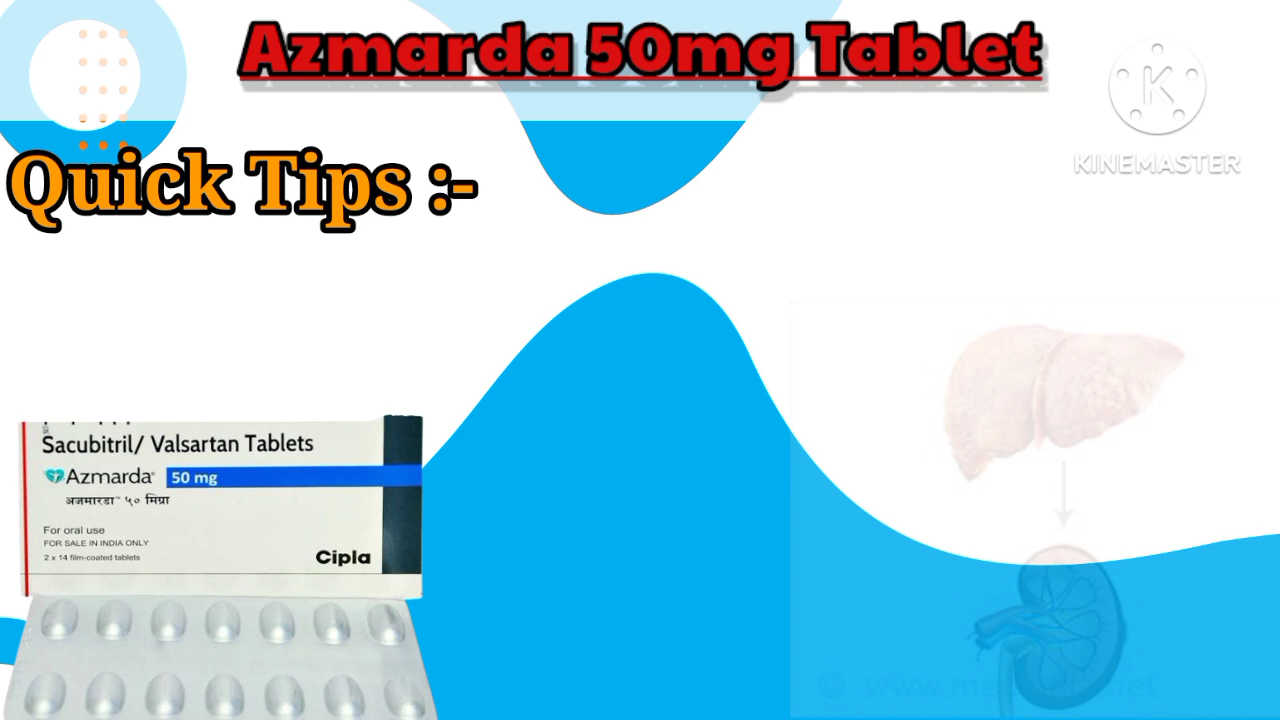 Azmarda 50mg Tablet
KINEMASTER
Quick Tips :-
Sacubitril/ Valsartan Tablets
Azmarda® 50 mg
अजमारडा™ ५० मिग्रा
For oral use
FOR SALE IN INDIA ONLY
2 x 14 film-coated tablets
Cipla